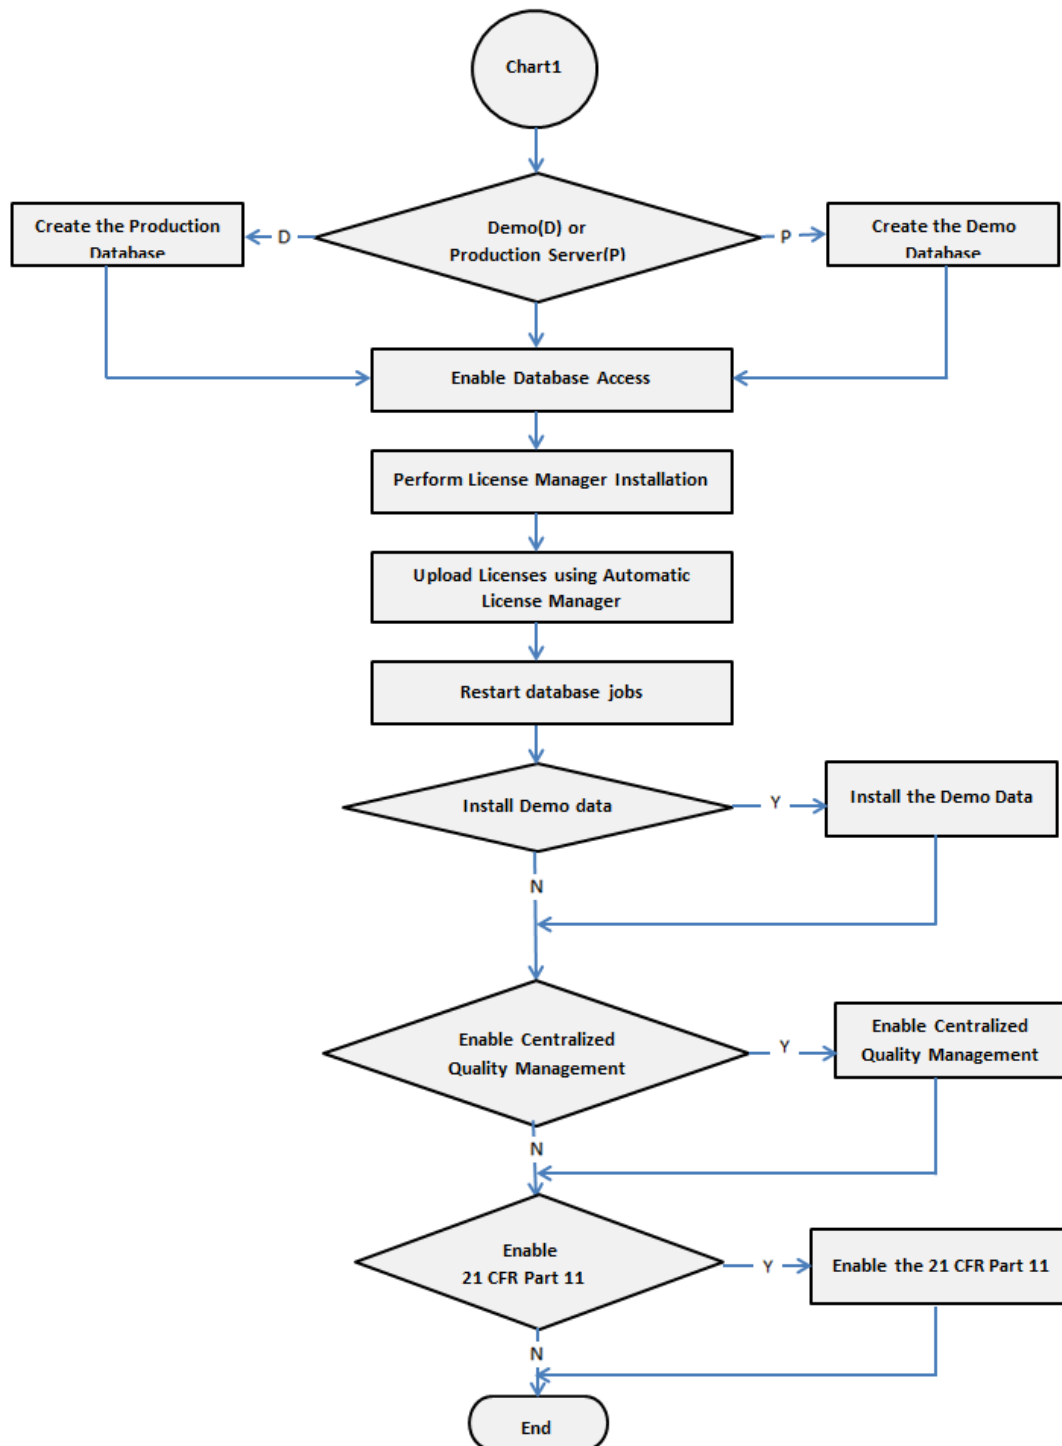 Chart1
Demo(D) or
Production Server(P)
D
P
Create the Production
Database
Create the Demo
Database
Enable Database Access
Perform License Manager Installation
Upload Licenses using Automatic
License Manager
Restart database jobs
Install Demo data
Y
Install the Demo Data
N
Enable Centralized
Quality Management
Y
Enable Centralized
Quality Management
N
Enable
21 CFR Part 11
Y
Enable the 21 CFR Part 11
N
End